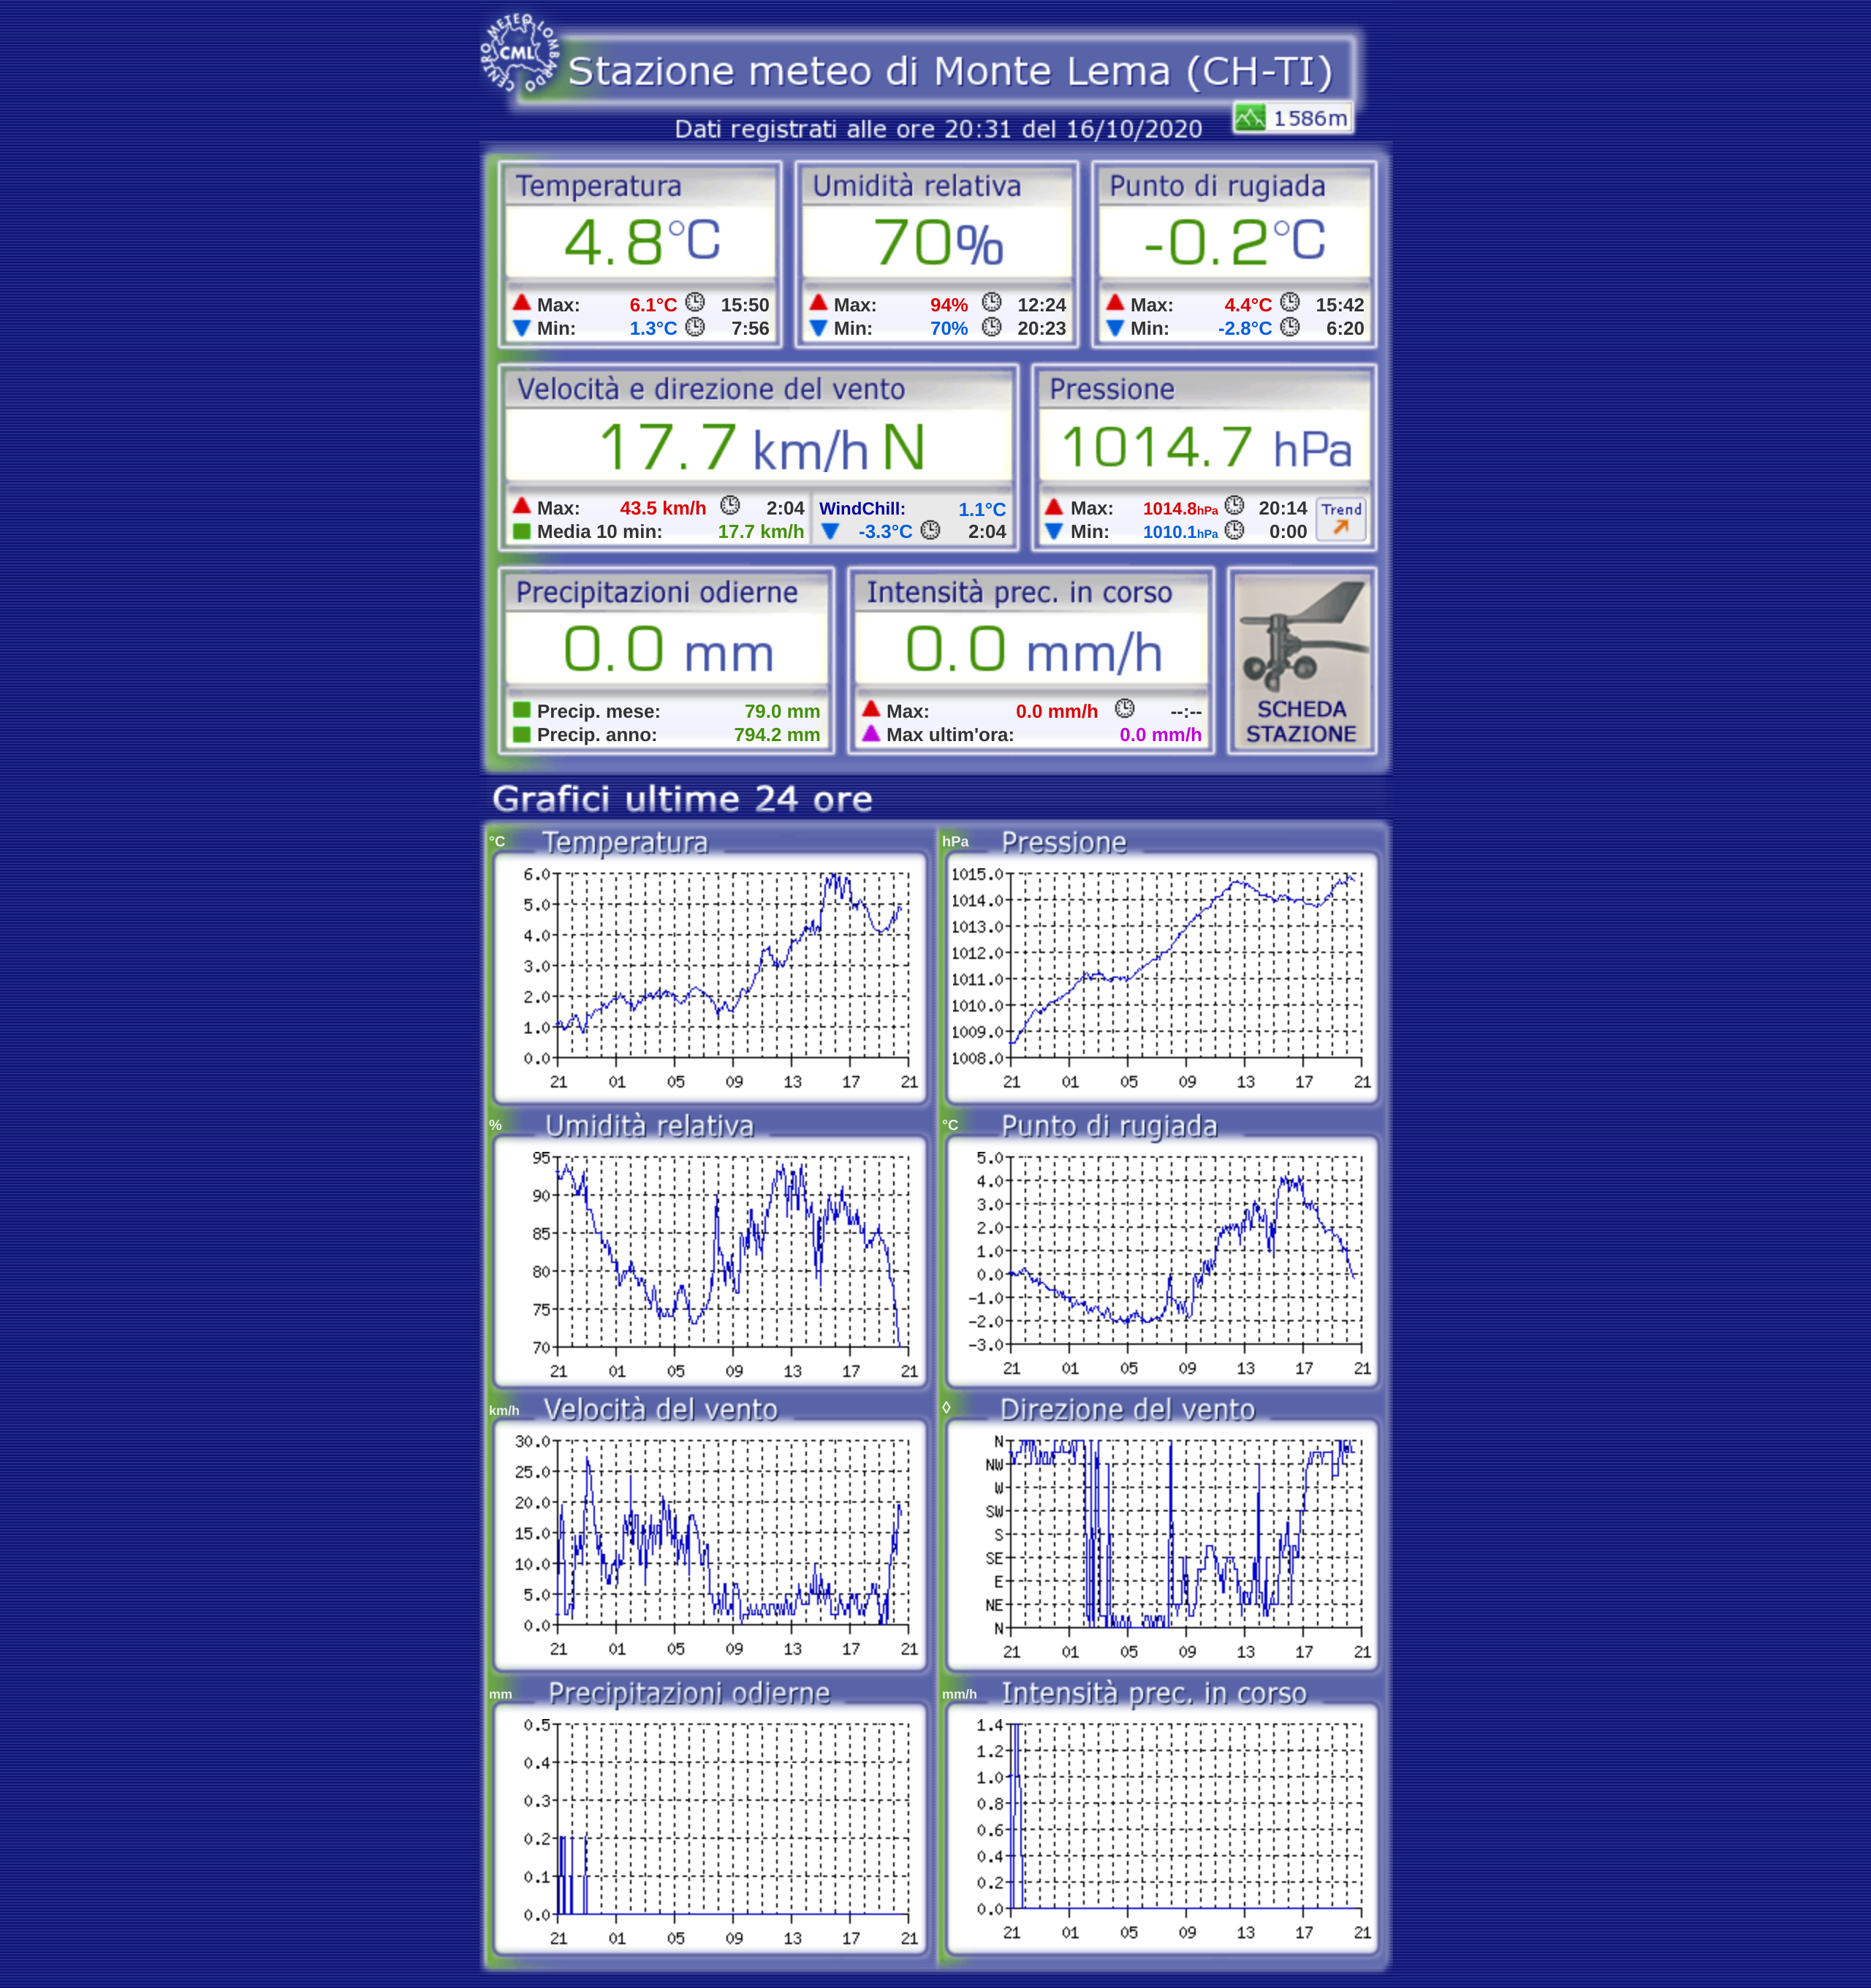 CENTRO METEO LOMBARDO
CML
Stazione meteo di Monte Lema (CH-TI)
1586m
Dati registrati alle ore 20:31 del 16/10/2020
Temperatura
4.8°C
Max: 6.1°C 15:50
Min: 1.3°C 7:56
Umidità relativa
70%
Max: 94% 12:24
Min: 70% 20:23
Punto di rugiada
-0.2°C
Max: 4.4°C 15:42
Min: -2.8°C 6:20
Velocità e direzione del vento
17.7 km/h N
Max: 43.5 km/h 2:04
Media 10 min: 17.7 km/h
WindChill: 1.1°C
-3.3°C 2:04
Pressione
1014.7 hPa
Max: 1014.8hPa 20:14
Min: 1010.1hPa 0:00
Trend
Precipitazioni odierne
0.0 mm
Precip. mese: 79.0 mm
Precip. anno: 794.2 mm
Intensità prec. in corso
0.0 mm/h
Max: 0.0 mm/h --:--
Max ultim'ora: 0.0 mm/h
SCHEDA
STAZIONE
Grafici ultime 24 ore
°C Temperatura
6.0
5.0
4.0
3.0
2.0
1.0
0.0
21 01 05 09 13 17 21
hPa Pressione
1015.0
1014.0
1013.0
1012.0
1011.0
1010.0
1009.0
1008.0
21 01 05 09 13 17 21
% Umidità relativa
95
90
85
80
75
70
21 01 05 09 13 17 21
°C Punto di rugiada
5.0
4.0
3.0
2.0
1.0
0.0
-1.0
-2.0
-3.0
21 01 05 09 13 17 21
km/h Velocità del vento
30.0
25.0
20.0
15.0
10.0
5.0
0.0
21 01 05 09 13 17 21
◊ Direzione del vento
N
NW
W
SW
S
SE
E
NE
N
21 01 05 09 13 17 21
mm Precipitazioni odierne
0.5
0.4
0.3
0.2
0.1
0.0
21 01 05 09 13 17 21
mm/h Intensità prec. in corso
1.4
1.2
1.0
0.8
0.6
0.4
0.2
0.0
21 01 05 09 13 17 21